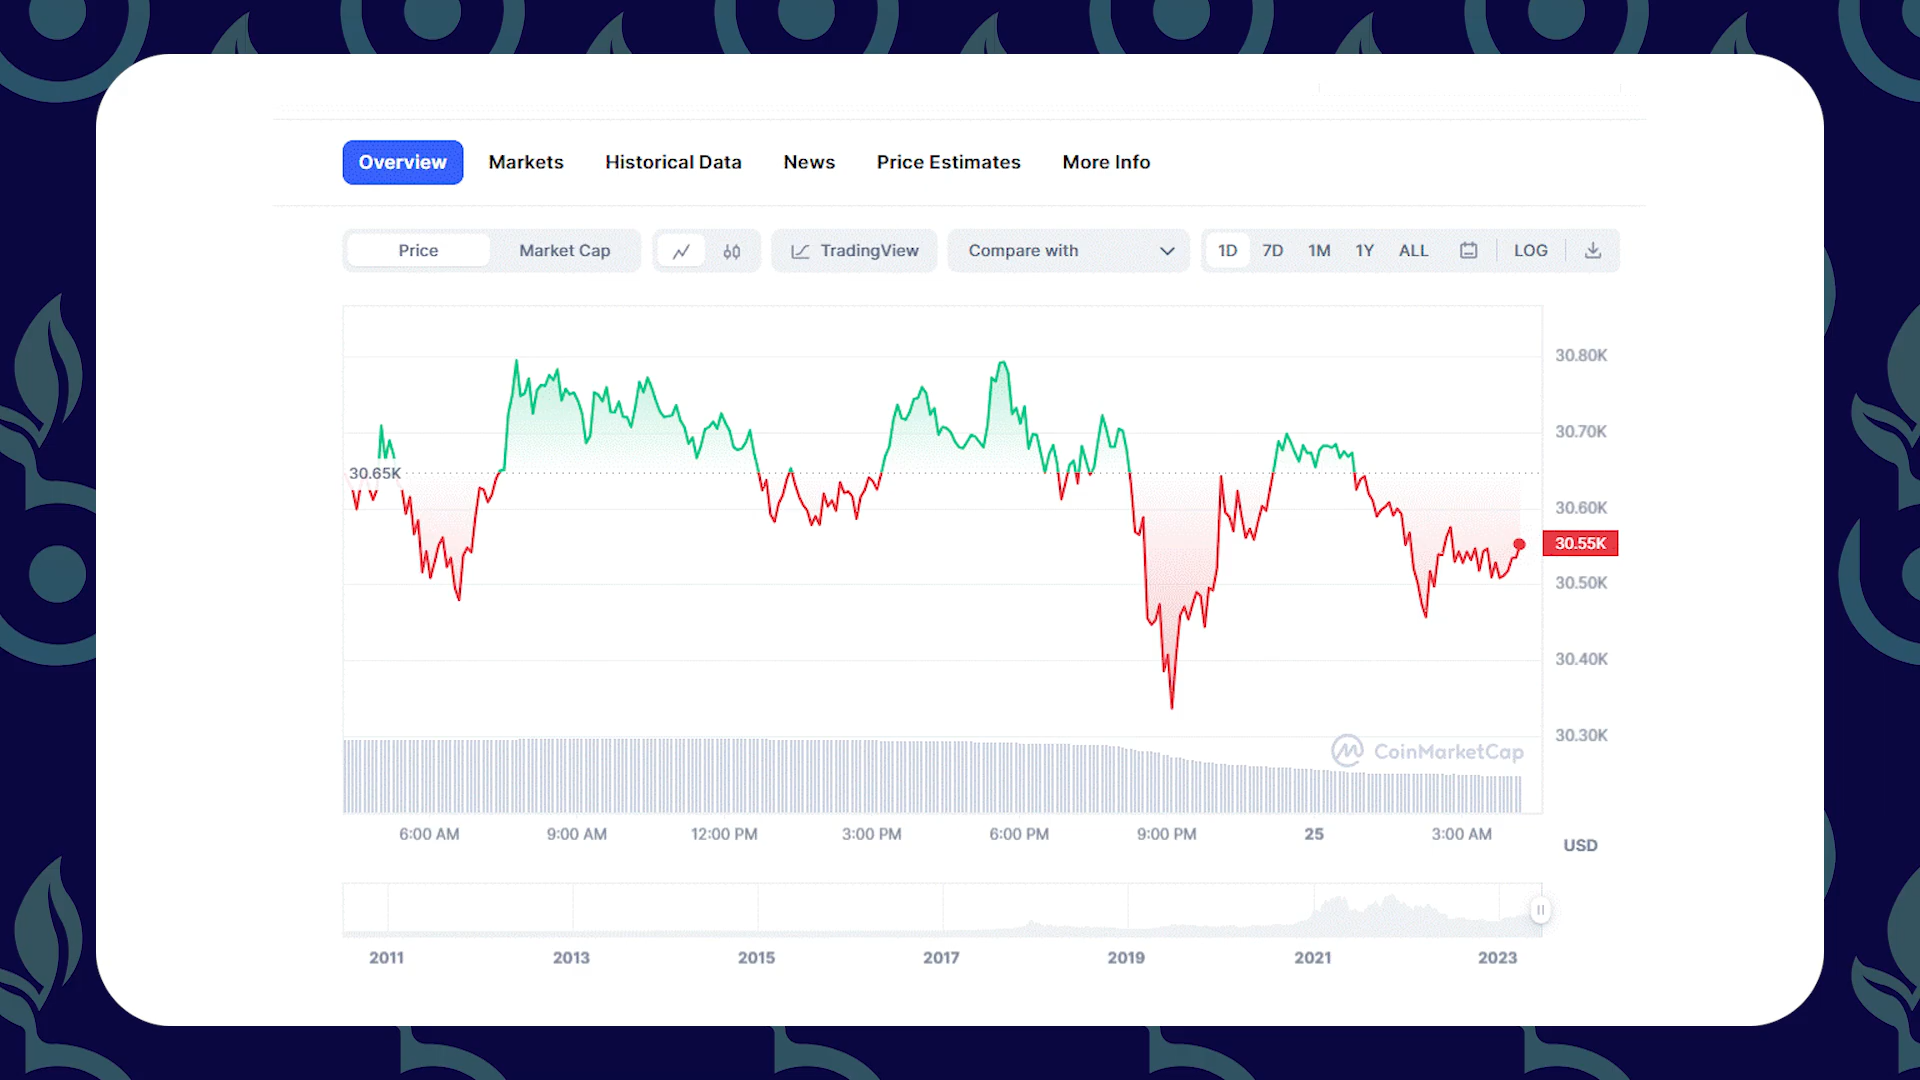 Overview Markets Historical Data News Price Estimates More Info
Price Market Cap TradingView Compare with 1D 7D 1M 1Y ALL LOG
30.80K
30.70K
30.65K
30.60K
30.55K
30.50K
30.40K
30.30K
CoinMarketCap
6:00 AM 9:00 AM 12:00 PM 3:00 PM 6:00 PM 9:00 PM 25 3:00 AM
USD
2011 2013 2015 2017 2019 2021 2023